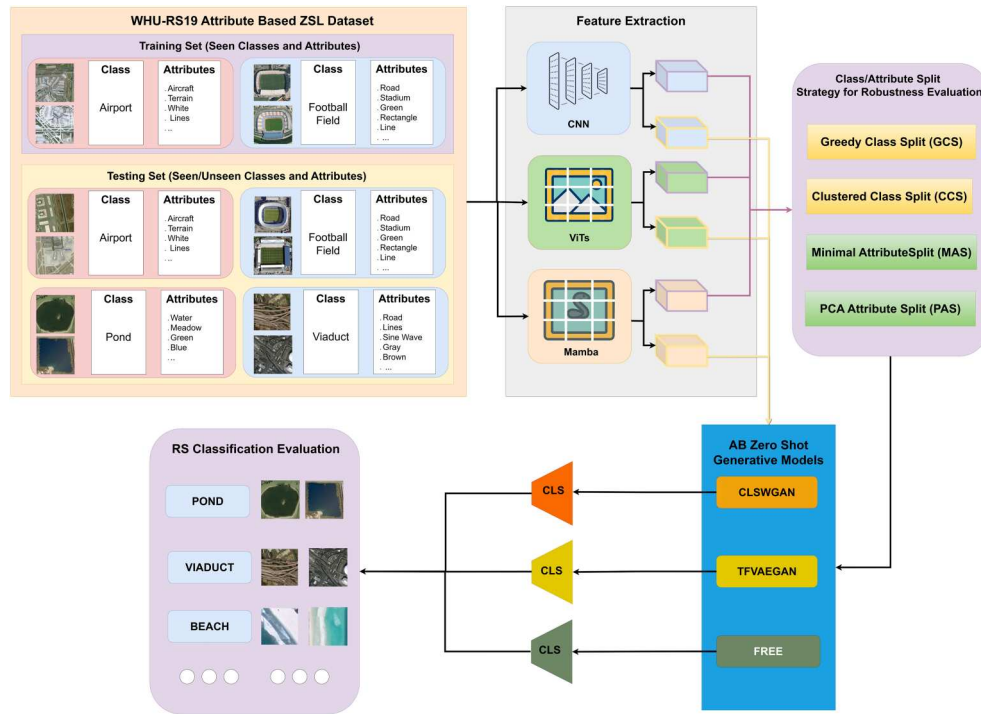 WHU-RS19 Attribute Based ZSL Dataset
Training Set (Seen Classes and Attributes)
Class
Airport
Attributes
. Aircraft
. Terrain
. White
. Lines
. ..
Class
Football
Field
Attributes
. Road
. Stadium
. Green
. Rectangle
. Line
. ...
Testing Set (Seen/Unseen Classes and Attributes)
Class
Airport
Attributes
. Aircraft
. Terrain
. White
. Lines
. ..
Class
Football
Field
Attributes
. Road
. Stadium
. Green
. Rectangle
. Line
. ...
Class
Pond
Attributes
. Water
. Meadow
. Green
. Blue
. ..
Class
Viaduct
Attributes
. Road
. Lines
. Sine Wave
. Gray
. Brown
. ...
Feature Extraction
CNN
ViTs
Mamba
Class/Attribute Split
Strategy for Robustness Evaluation
Greedy Class Split (GCS)
Clustered Class Split (CCS)
Minimal AttributeSplit (MAS)
PCA Attribute Split (PAS)
AB Zero Shot
Generative Models
CLSWGAN
TFVAEGAN
FREE
CLS
CLS
CLS
RS Classification Evaluation
POND
VIADUCT
BEACH